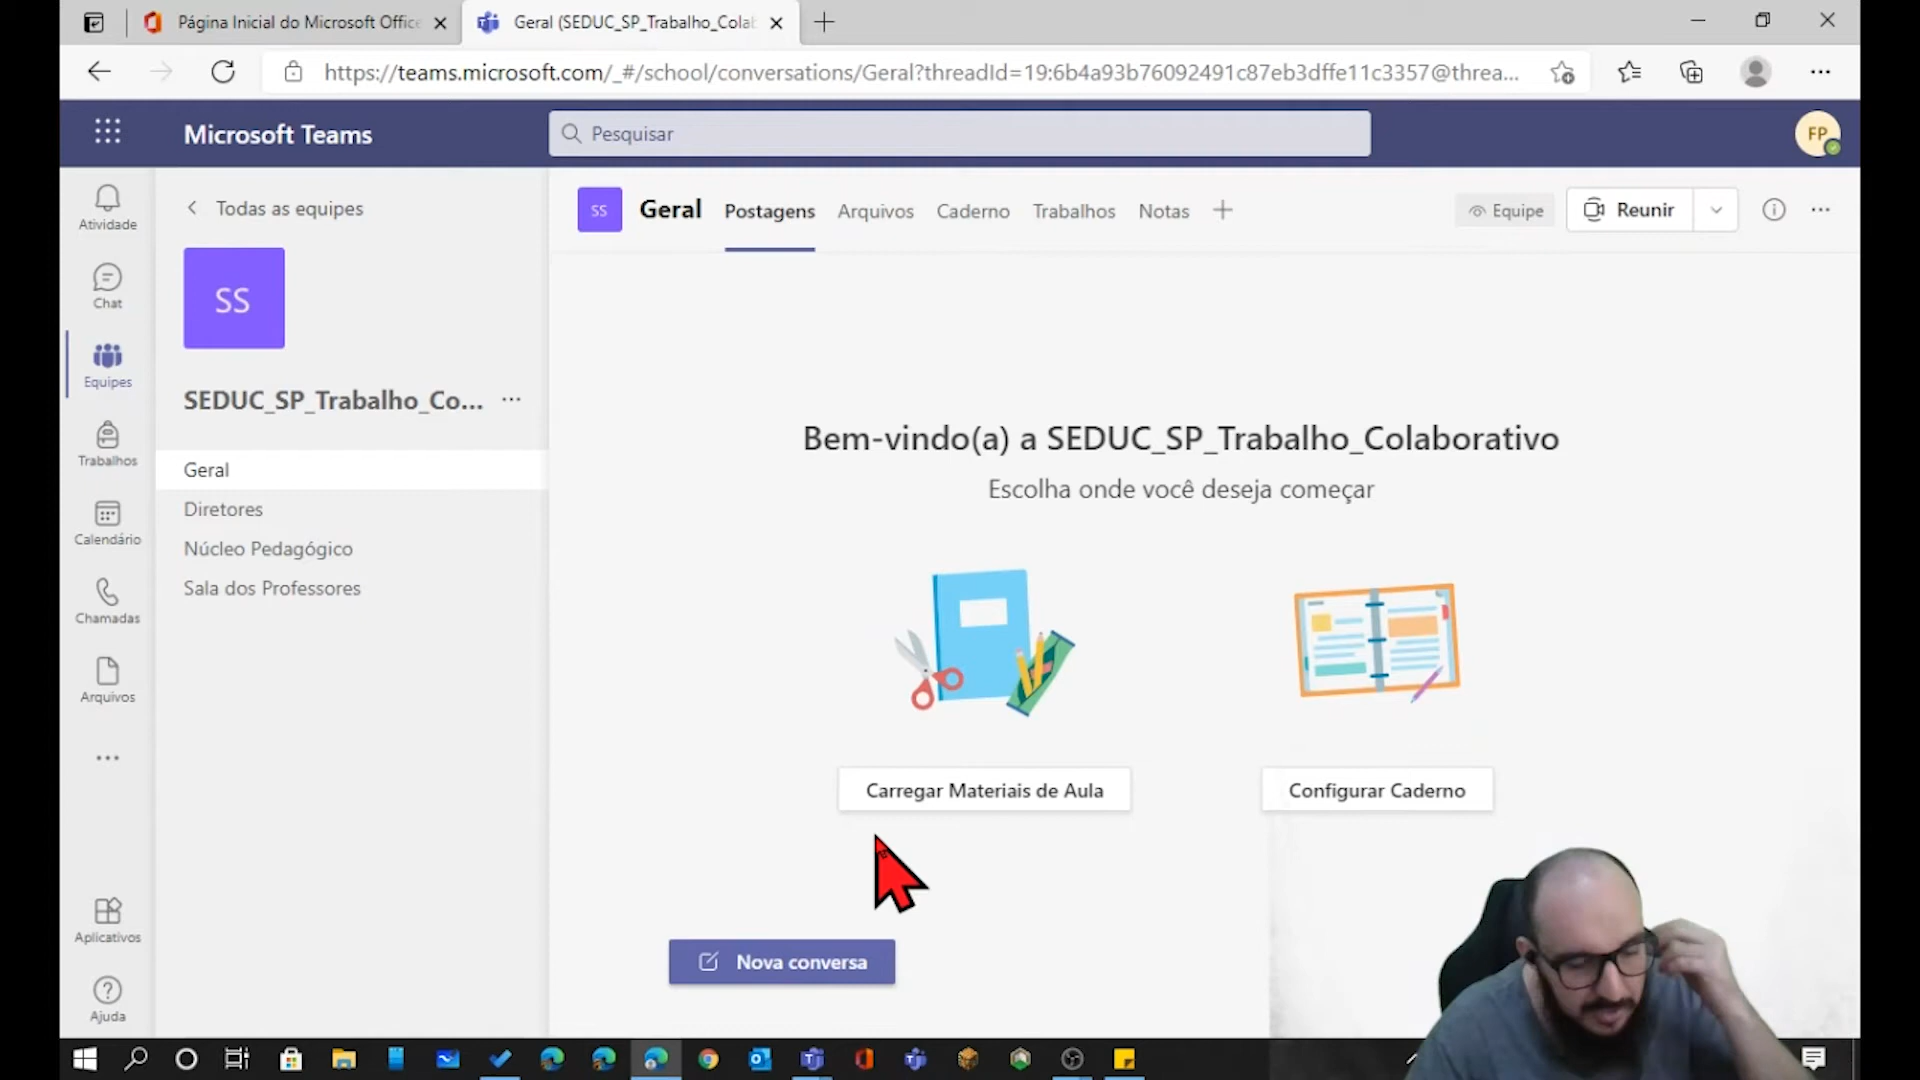 Página Inicial do Microsoft Office
Geral (SEDUC_SP_Trabalho_Colab
https://teams.microsoft.com/_#/school/conversations/Geral?threadId=19:6b4a93b76092491c87eb3dffe11c3357@threa...
Microsoft Teams
Pesquisar
FP
Atividade
Chat
Equipes
Trabalhos
Calendário
Chamadas
Arquivos
Aplicativos
Ajuda
Todas as equipes
SS
SEDUC_SP_Trabalho_Co...
Geral
Diretores
Núcleo Pedagógico
Sala dos Professores
SS
Geral
Postagens
Arquivos
Caderno
Trabalhos
Notas
Equipe
Reunir
Bem-vindo(a) a SEDUC_SP_Trabalho_Colaborativo
Escolha onde você deseja começar
Carregar Materiais de Aula
Configurar Caderno
Nova conversa